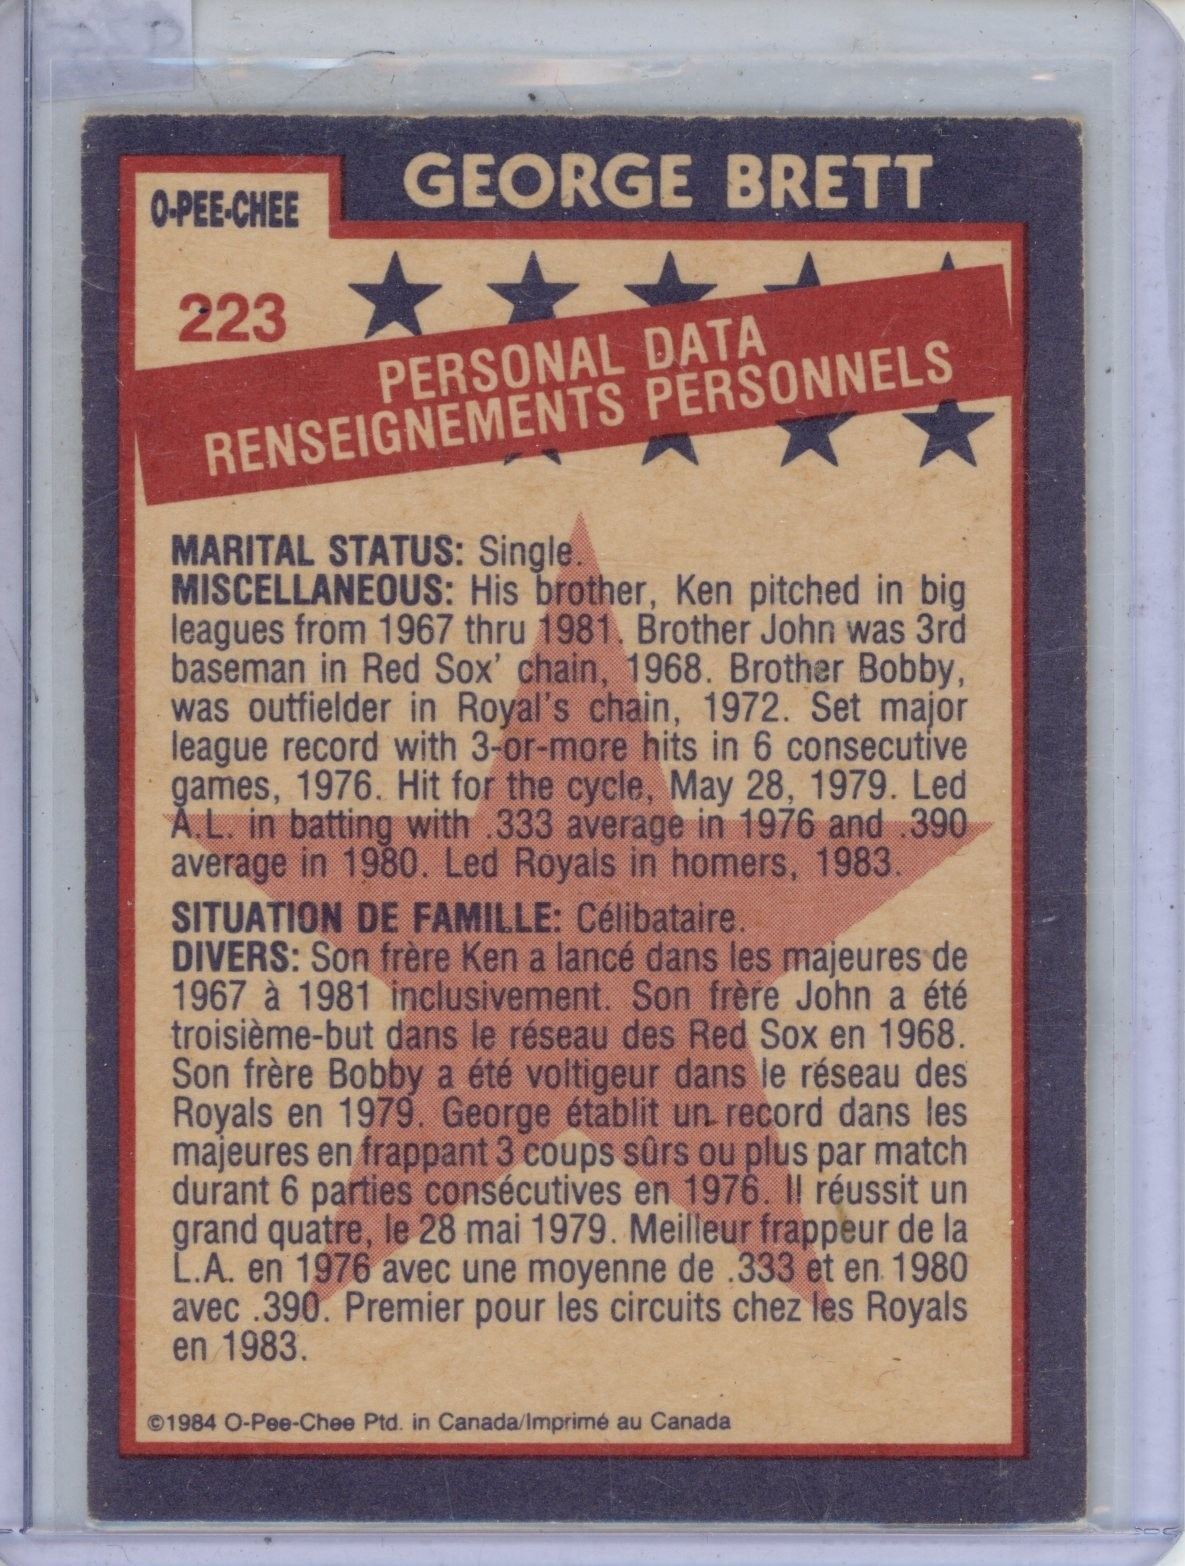 GEORGE BRETT
O-PEE-CHEE
223
PERSONAL DATA
RENSEIGNEMENTS PERSONNELS
MARITAL STATUS: Single.
MISCELLANEOUS: His brother, Ken pitched in big
leagues from 1967 thru 1981. Brother John was 3rd
baseman in Red Sox' chain, 1968. Brother Bobby,
was outfielder in Royal's chain, 1972. Set major
league record with 3-or-more hits in 6 consecutive
games, 1976. Hit for the cycle, May 28, 1979. Led
A.L. in batting with .333 average in 1976 and .390
average in 1980. Led Royals in homers, 1983.
SITUATION DE FAMILLE: Célibataire.
DIVERS: Son frère Ken a lancé dans les majeures de
1967 à 1981 inclusivement. Son frère John a été
troisième-but dans le réseau des Red Sox en 1968.
Son frère Bobby a été voltigeur dans le réseau des
Royals en 1979. George établit un record dans les
majeures en frappant 3 coups sûrs ou plus par match
durant 6 parties consécutives en 1976. Il réussit un
grand quatre, le 28 mai 1979. Meilleur frappeur de la
L.A. en 1976 avec une moyenne de .333 et en 1980
avec .390. Premier pour les circuits chez les Royals
en 1983.
©1984 O-Pee-Chee Ptd. in Canada/Imprimé au Canada